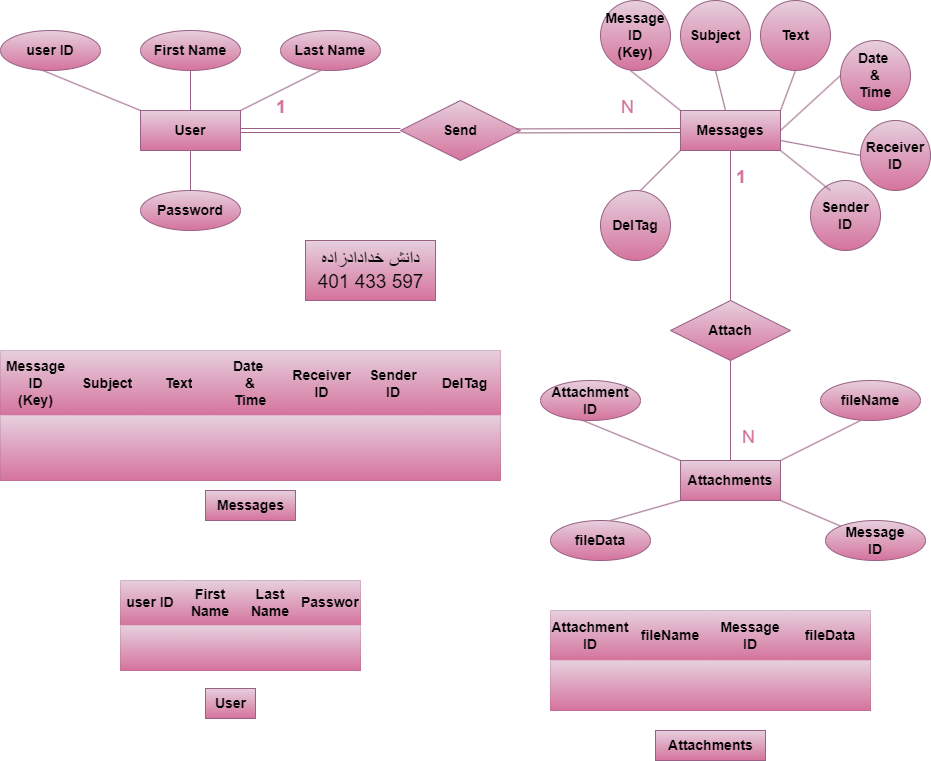 user ID
First Name
Last Name
User
Password
1
Send
N
Message
ID
(Key)
Subject
Text
Date
&
Time
Receiver
ID
Sender
ID
DelTag
Messages
1
Attach
N
دانش خدادادزاده
401 433 597
Attachment
ID
fileName
Attachments
fileData
Message
ID
Message
ID
(Key)
Subject
Text
Date
&
Time
Receiver
ID
Sender
ID
DelTag
Messages
user ID
First
Name
Last
Name
Passwor
User
Attachment
ID
fileName
Message
ID
fileData
Attachments